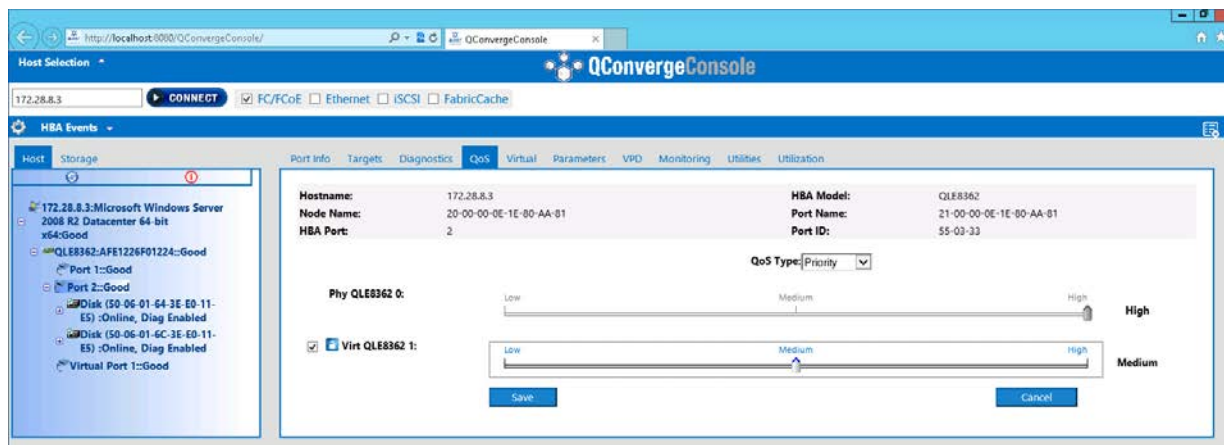 http://localhost:8080/QConvergeConsole/
QConvergeConsole
Host Selection
QConvergeConsole
172.28.8.3
CONNECT
FC/FCoE Ethernet iSCSI FabricCache
HBA Events
Host Storage
Port Info Targets Diagnostics QoS Virtual Parameters VPD Monitoring Utilities Utilization
172.28.8.3:Microsoft Windows Server
2008 R2 Datacenter 64-bit
x64:Good
QLE8362:AFE1226F01224::Good
Port 1::Good
Port 2::Good
Disk (50-06-01-64-3E-E0-11-
E5) :Online, Diag Enabled
Disk (50-06-01-6C-3E-E0-11-
E5) :Online, Diag Enabled
Virtual Port 1::Good
Hostname: 172.28.8.3 HBA Model: QLE8362
Node Name: 20-00-00-0E-1E-80-AA-81 Port Name: 21-00-00-0E-1E-80-AA-81
HBA Port: 2 Port ID: 55-03-33
QoS Type: Priority
Phy QLE8362 0: Low Medium High High
Virt QLE8362 1: Low Medium High Medium
Save Cancel